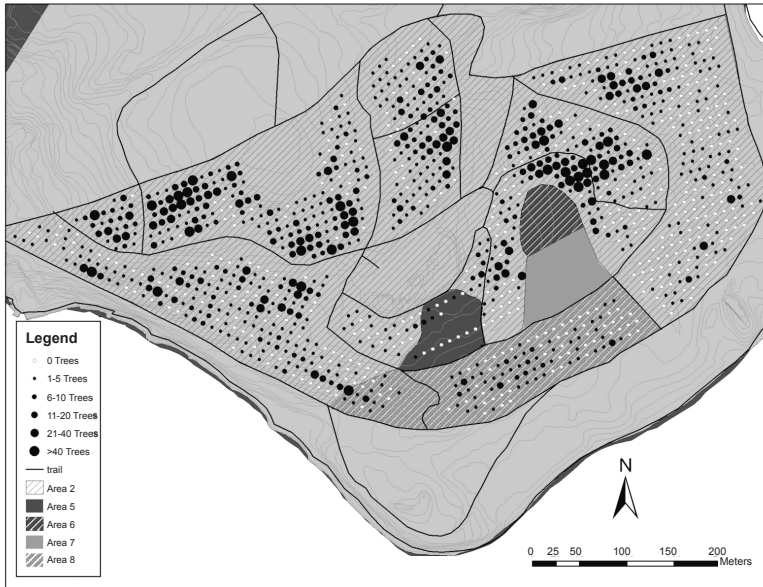 Legend
0 Trees
1-5 Trees
6-10 Trees
11-20 Trees
21-40 Trees
>40 Trees
trail
Area 2
Area 5
Area 6
Area 7
Area 8
N
0 25 50 100 150 200
Meters